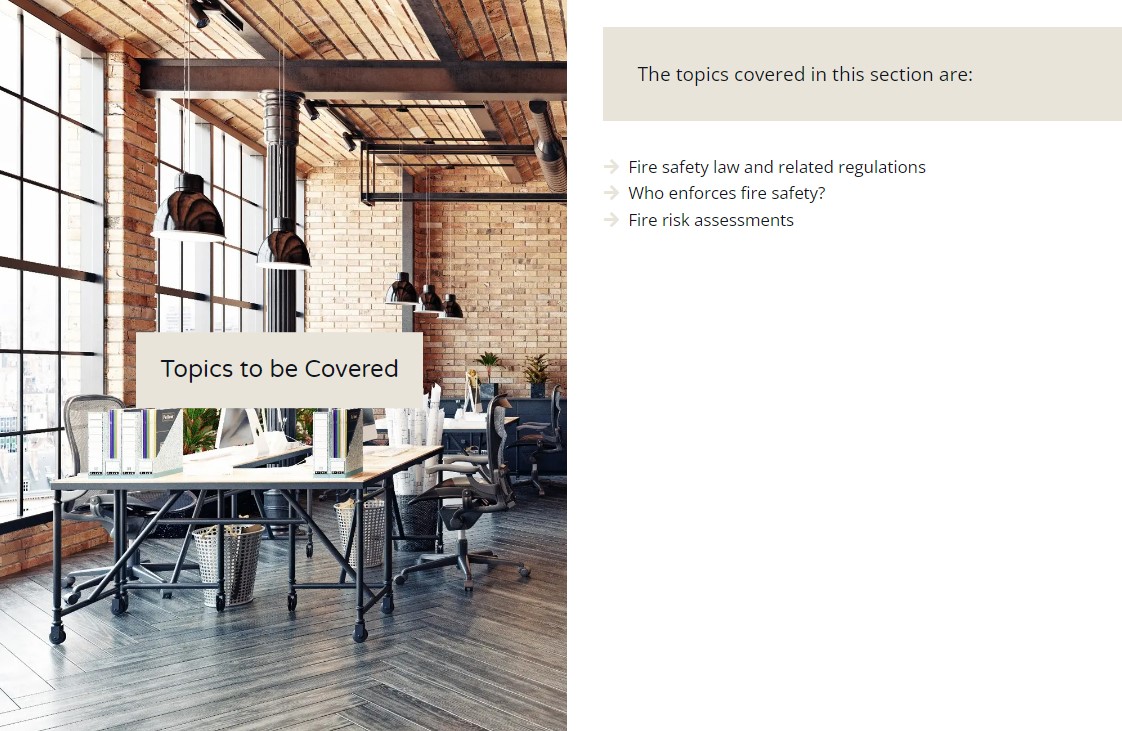 Topics to be Covered
The topics covered in this section are:
Fire safety law and related regulations
Who enforces fire safety?
Fire risk assessments